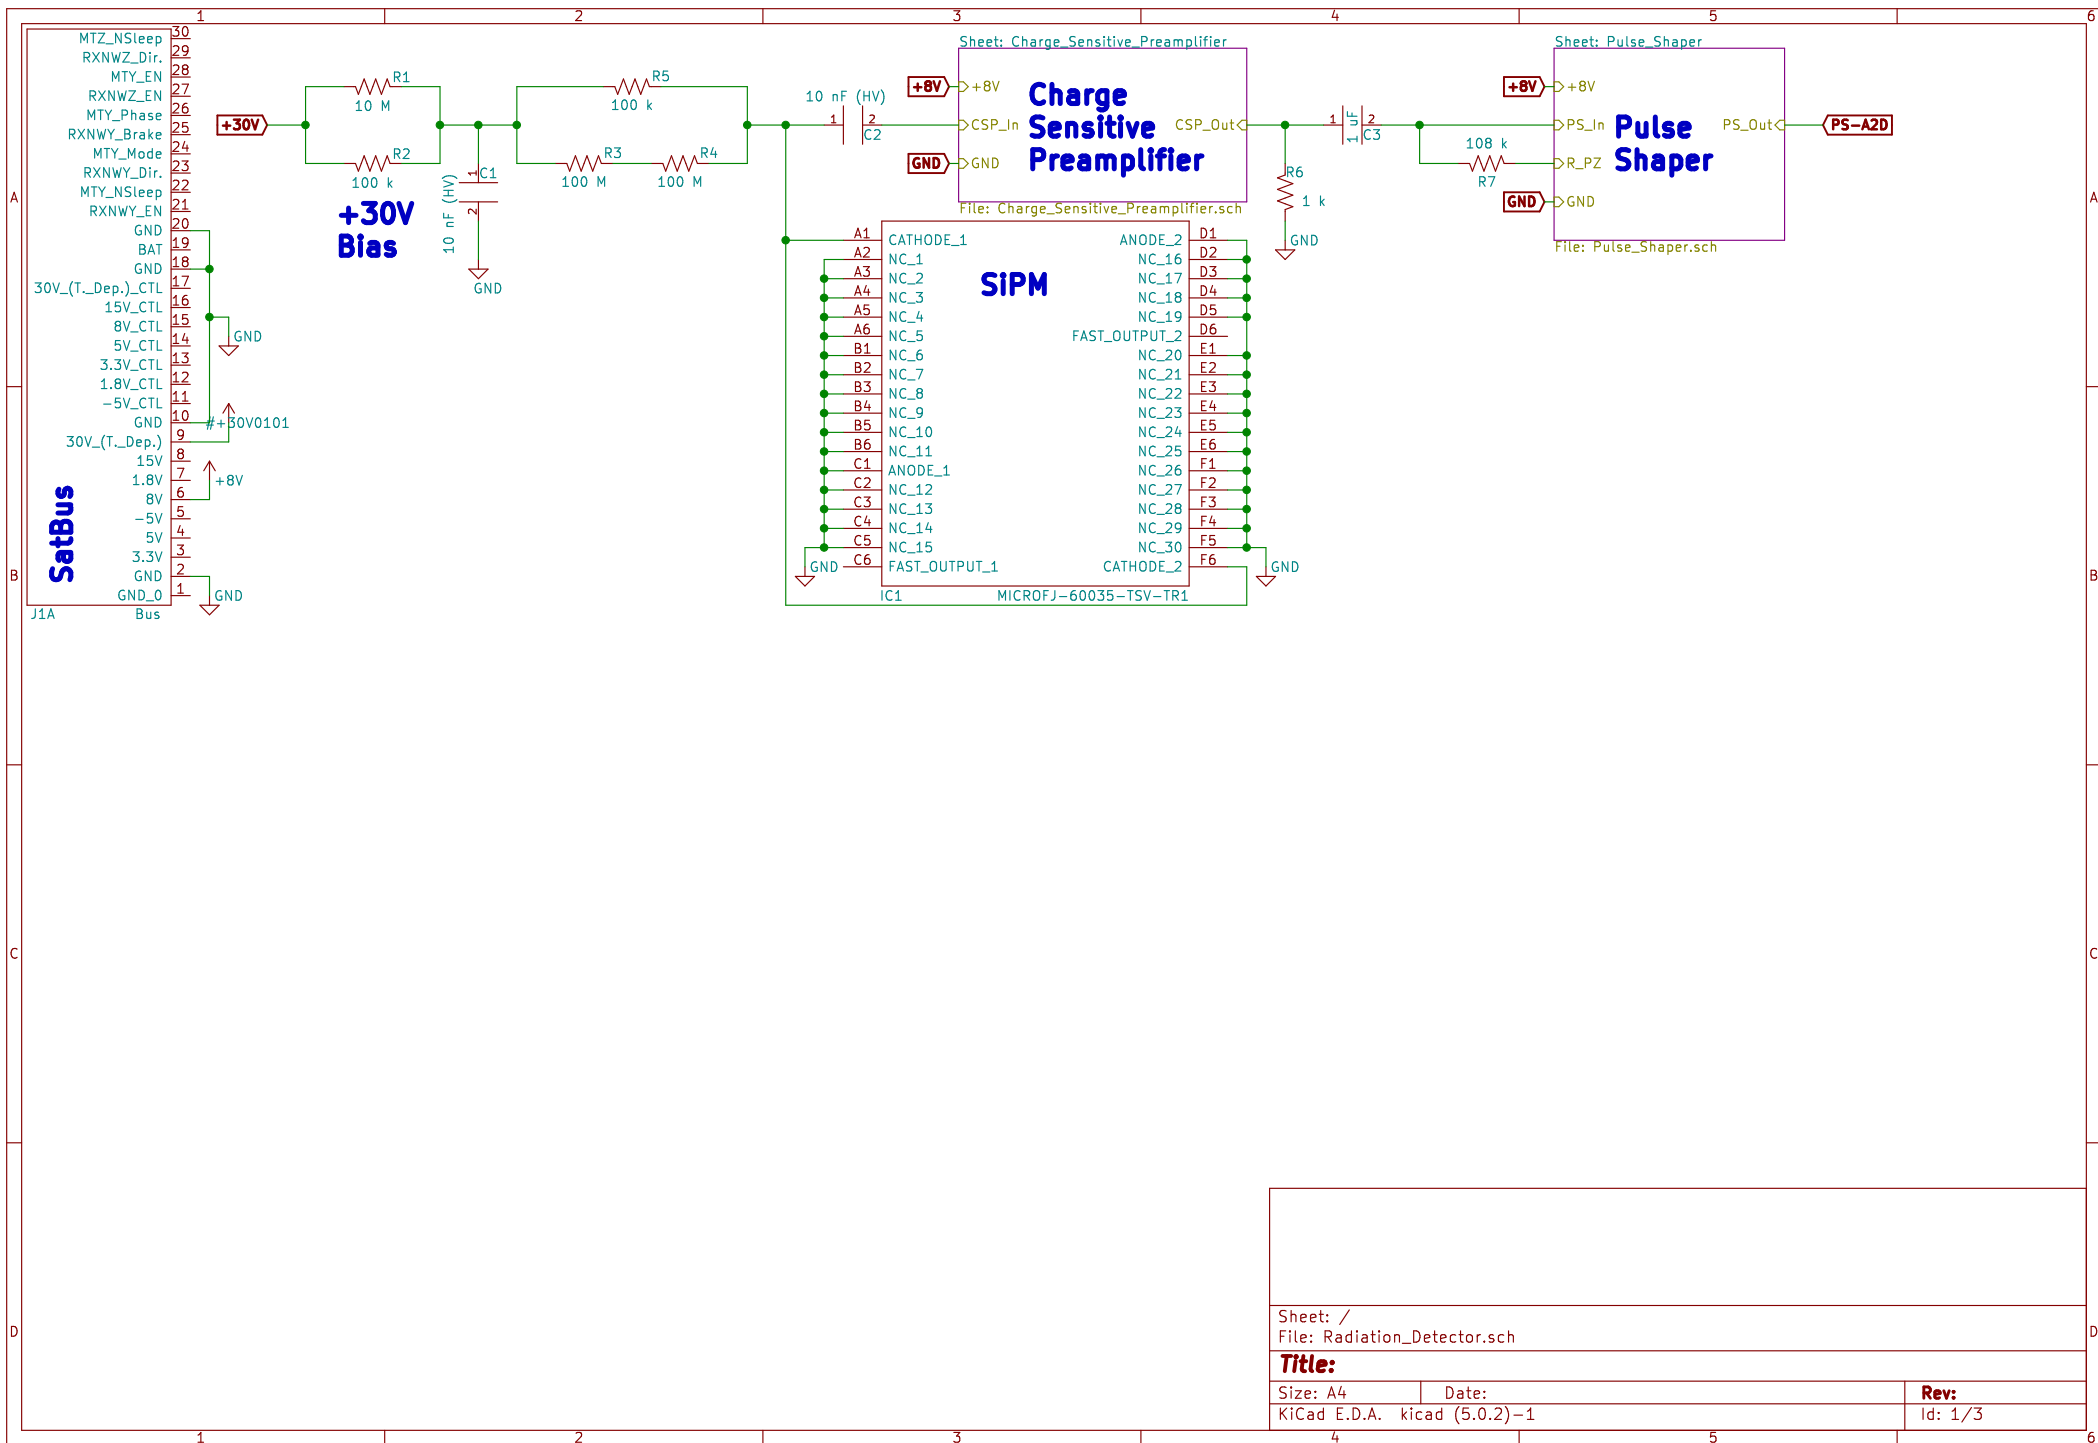 1 2 3 4 5 6
A
B
C
D
A
B
C
D
MTZ_NSleep 30
RXNWZ_Dir. 29
MTY_EN 28
RXNWZ_EN 27
MTY_Phase 26
RXNWY_Brake 25
MTY_Mode 24
RXNWY_Dir. 23
MTY_NSleep 22
RXNWY_EN 21
GND 20
BAT 19
GND 18
30V_(T._Dep.)_CTL 17
15V_CTL 16
8V_CTL 15
5V_CTL 14
3.3V_CTL 13
1.8V_CTL 12
-5V_CTL 11
GND 10
30V_(T._Dep.) 9
15V 8
1.8V 7
8V 6
-5V 5
5V 4
3.3V 3
GND 2
GND_0 1
SatBus
J1A Bus
GND
#+30V0101
+8V
GND
+30V
R1
10 M
R2
100 k
+30V
Bias
C1
1
2
10 nF (HV)
GND
R5
100 k
R3
100 M
R4
100 M
10 nF (HV)
1 2
C2
Sheet: Charge_Sensitive_Preamplifier
+8V +8V
CSP_In
GND GND
CSP_Out
Charge
Sensitive
Preamplifier
File: Charge_Sensitive_Preamplifier.sch
SiPM
A1 CATHODE_1
A2 NC_1
A3 NC_2
A4 NC_3
A5 NC_4
A6 NC_5
B1 NC_6
B2 NC_7
B3 NC_8
B4 NC_9
B5 NC_10
B6 NC_11
C1 ANODE_1
C2 NC_12
C3 NC_13
C4 NC_14
C5 NC_15
C6 FAST_OUTPUT_1
GND
ANODE_2 D1
NC_16 D2
NC_17 D3
NC_18 D4
NC_19 D5
FAST_OUTPUT_2 D6
NC_20 E1
NC_21 E2
NC_22 E3
NC_23 E4
NC_24 E5
NC_25 E6
NC_26 F1
NC_27 F2
NC_28 F3
NC_29 F4
NC_30 F5
CATHODE_2 F6
GND
IC1 MICROFJ-60035-TSV-TR1
R6
1 k
GND
1 2
1 uF
C3
108 k
R7
Sheet: Pulse_Shaper
+8V +8V
PS_In
R_PZ
GND GND
PS_Out
PS-A2D
Pulse
Shaper
File: Pulse_Shaper.sch
Sheet: /
File: Radiation_Detector.sch
Title:
Size: A4 Date: Rev:
KiCad E.D.A. kicad (5.0.2)-1 Id: 1/3
1 2 3 4 5 6